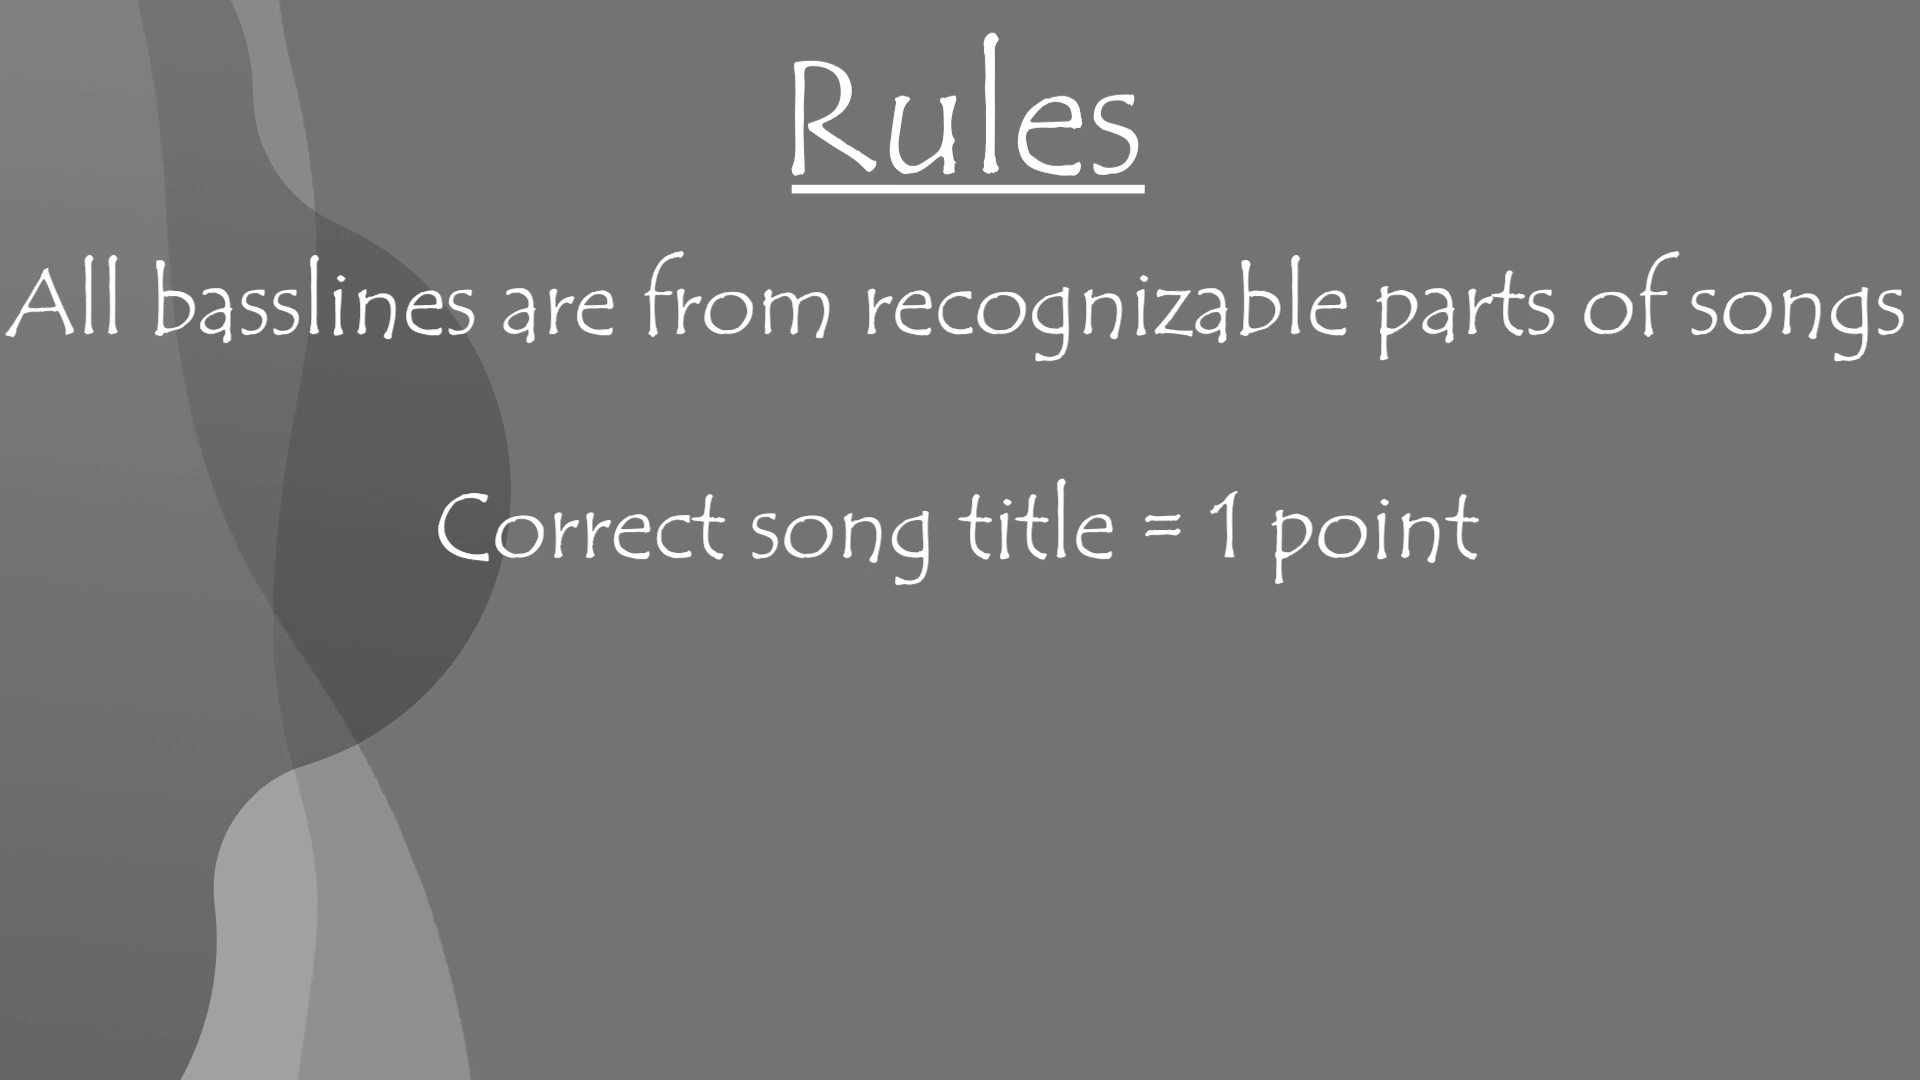 Rules
All basslines are from recognizable parts of songs
Correct song title = 1 point